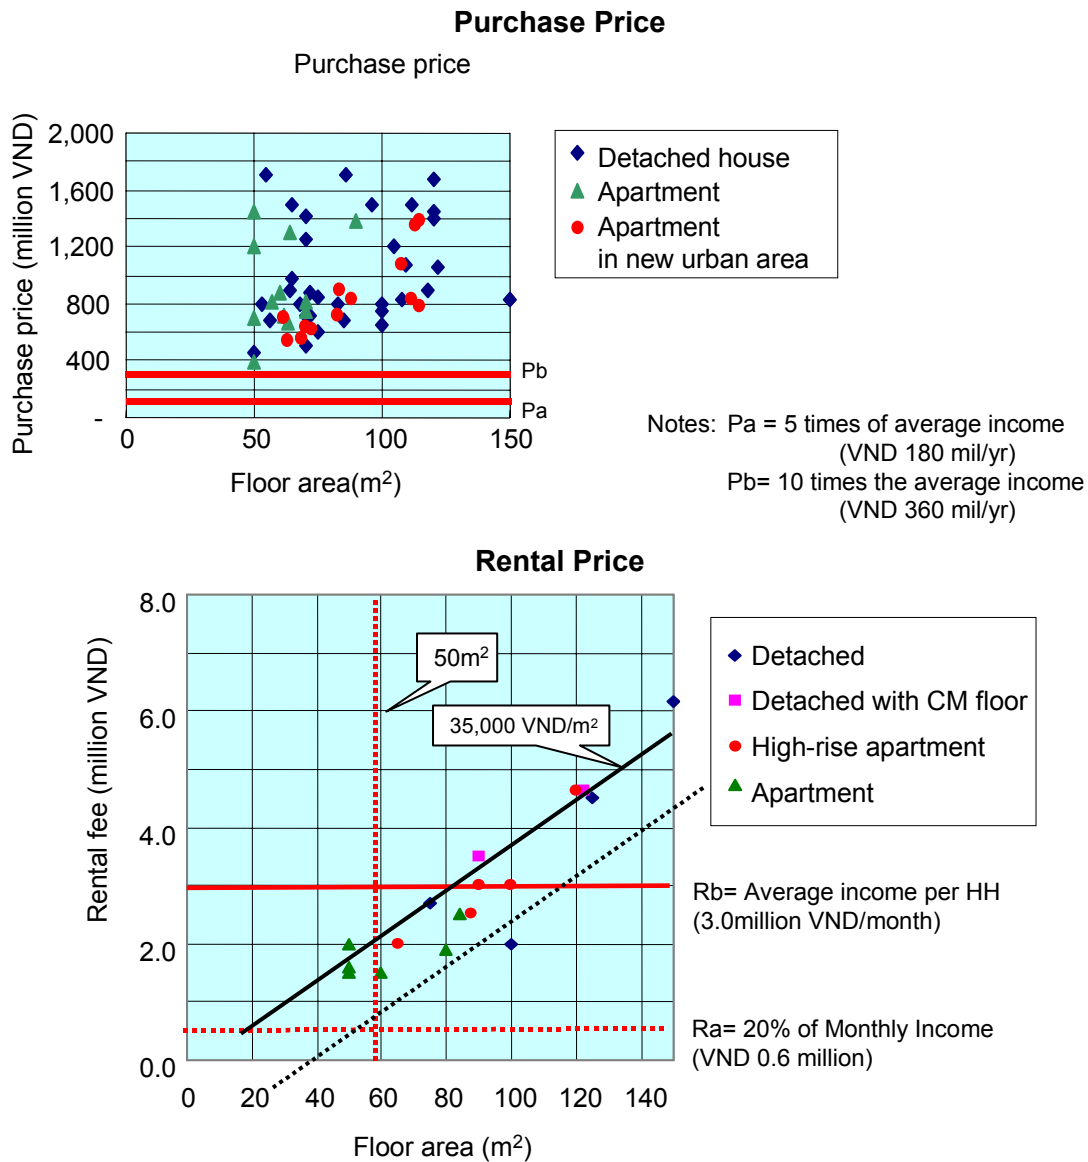 Purchase Price
Purchase price
Purchase price (million VND)
2,000
1,600
1,200
800
400
-
0
50
100
150
Floor area(m²)
Pb
Pa
Detached house
Apartment
Apartment
in new urban area
Notes: Pa = 5 times of average income
(VND 180 mil/yr)
Pb= 10 times the average income
(VND 360 mil/yr)
Rental Price
Rental fee (million VND)
8.0
6.0
4.0
2.0
0.0
0
20
40
60
80
100
120
140
Floor area (m²)
50m²
35,000 VND/m²
Detached
Detached with CM floor
High-rise apartment
Apartment
Rb= Average income per HH
(3.0million VND/month)
Ra= 20% of Monthly Income
(VND 0.6 million)